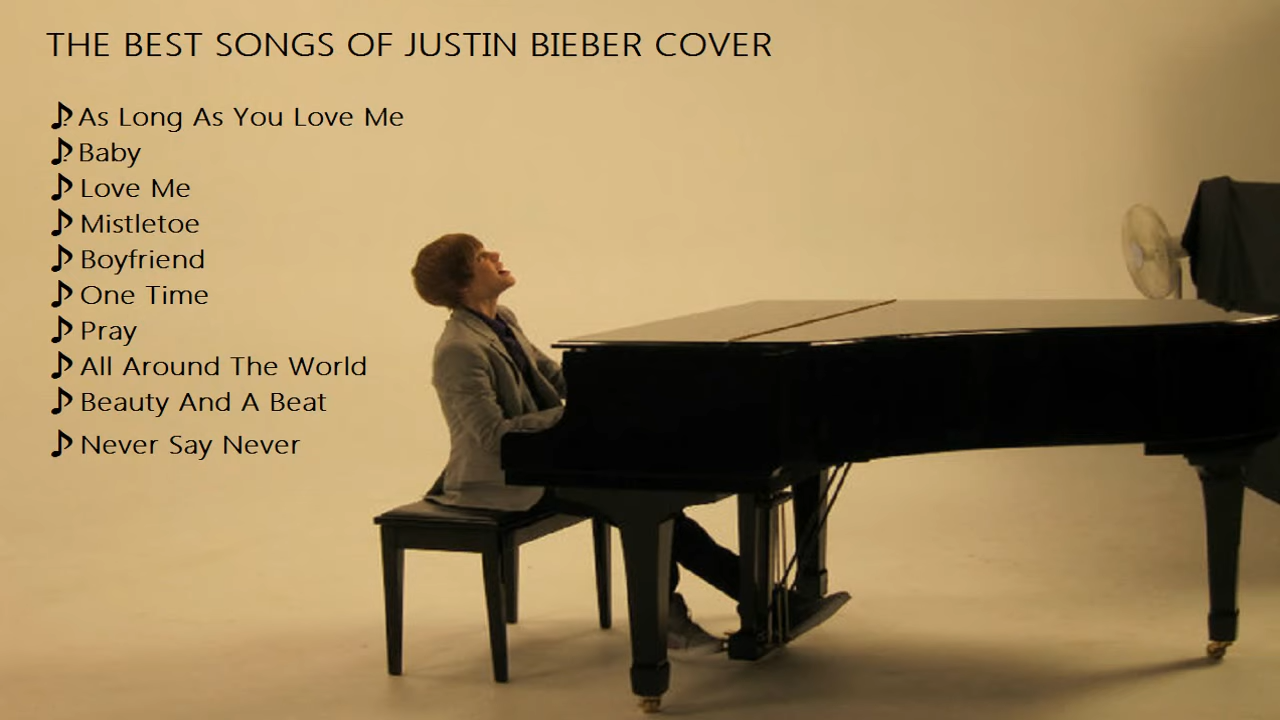 THE BEST SONGS OF JUSTIN BIEBER COVER
♪ As Long As You Love Me
♪ Baby
♪ Love Me
♪ Mistletoe
♪ Boyfriend
♪ One Time
♪ Pray
♪ All Around The World
♪ Beauty And A Beat
♪ Never Say Never